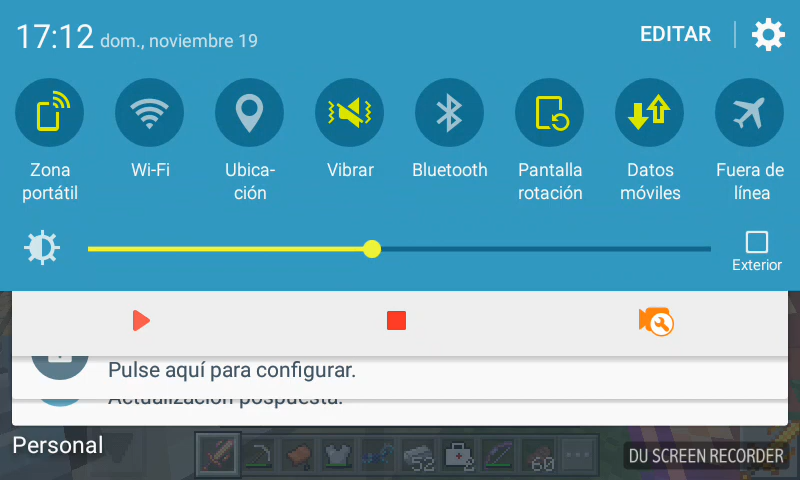 17:12 dom., noviembre 19
EDITAR
Zona
portátil
Wi-Fi
Ubica-
ción
Vibrar
Bluetooth
Pantalla
rotación
Datos
móviles
Fuera de
línea
Exterior
Pulse aquí para configurar.
Actualización pospuesta.
Personal
52
2
60
DU SCREEN RECORDER